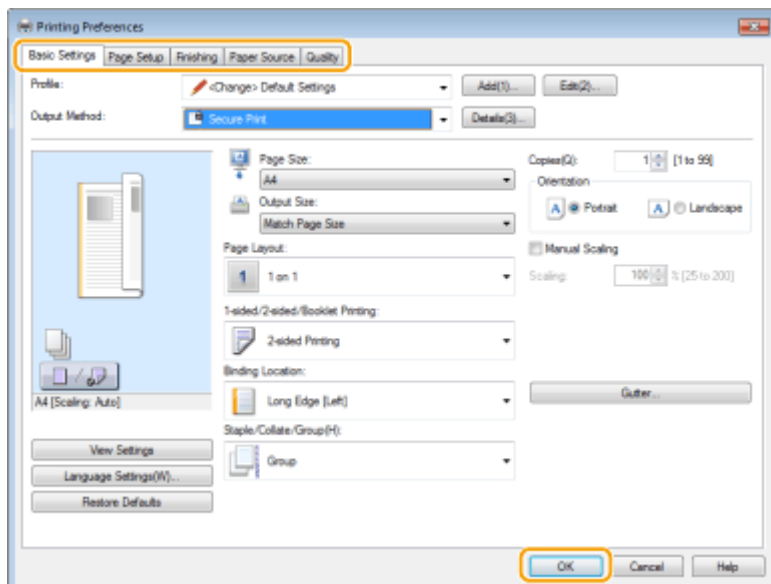 Printing Preferences
Basic Settings Page Setup Finishing Paper Source Quality
Profile: <Change> Default Settings Add(1)... Edit(2)...
Output Method: Secure Print Details(3)...
Page Size:
A4
Output Size:
Match Page Size
Page Layout:
1 1 on 1
1-sided/2-sided/Booklet Printing:
2-sided Printing
Binding Location:
Long Edge [Left]
Staple/Collate/Group(H):
Group
Copies(Q): 1 [1 to 99]
Orientation
A Portrait A Landscape
Manual Scaling
Scaling: 100 % [25 to 200]
Gutter...
A4 [Scaling: Auto]
View Settings
Language Settings(W)...
Restore Defaults
OK Cancel Help